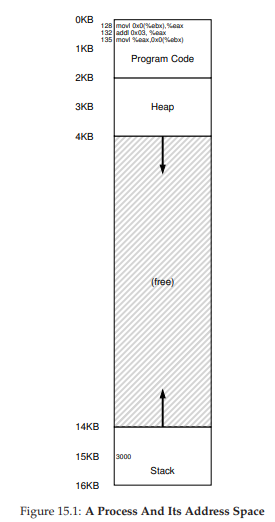 0KB
128 movl 0x0(%ebx),%eax
132 addl 0x03, %eax
135 movl %eax,0x0(%ebx)
1KB
Program Code
2KB
3KB
Heap
4KB
(free)
14KB
15KB
3000
Stack
16KB
Figure 15.1: A Process And Its Address Space